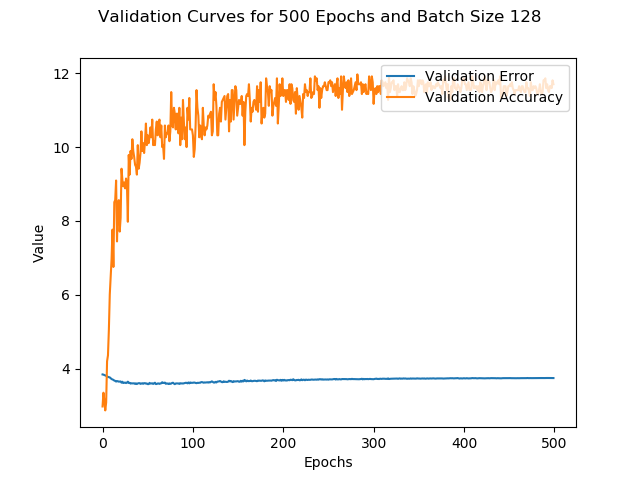 Validation Curves for 500 Epochs and Batch Size 128
Validation Error
Validation Accuracy
12
10
8
6
4
Value
0 100 200 300 400 500
Epochs